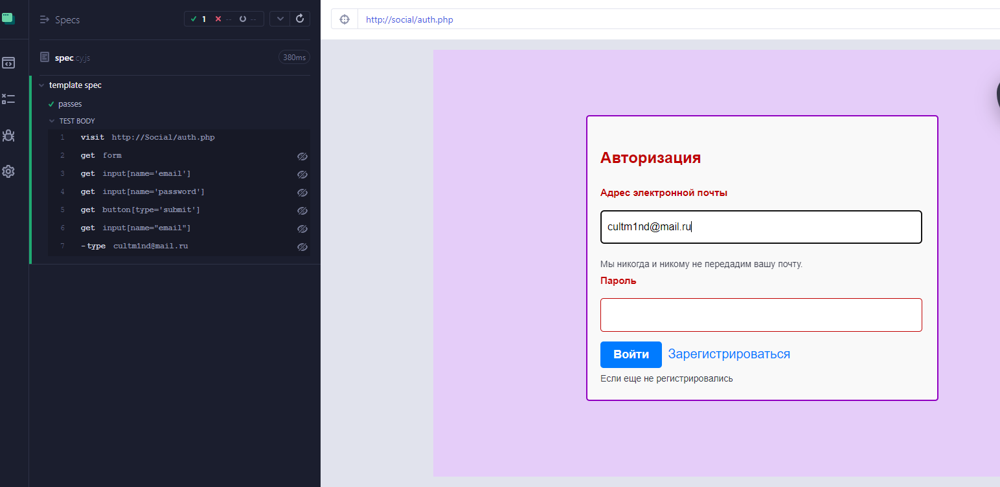 Specs
1 -- --
spec.cy.js 380ms
template spec
passes
TEST BODY
1 visit http://Social/auth.php
2 get form
3 get input[name='email']
4 get input[name='password']
5 get button[type='submit']
6 get input[name="email"]
7 -type cultm1nd@mail.ru
http://social/auth.php
Авторизация
Адрес электронной почты
cultm1nd@mail.ru
Мы никогда и никому не передадим вашу почту.
Пароль
Войти Зарегистрироваться
Если еще не регистрировались